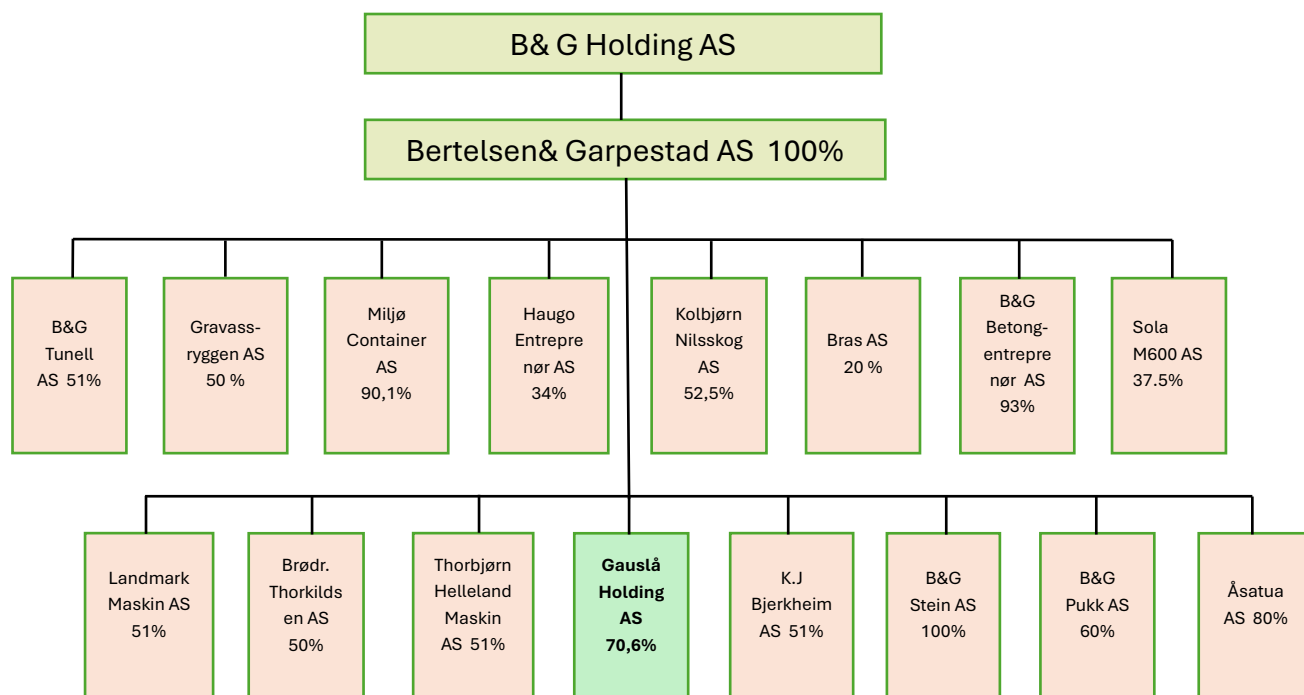 B& G Holding AS
Bertelsen& Garpestad AS 100%
B&G
Tunell
AS 51%
Gravass-
ryggen AS
50 %
Miljø
Container
AS
90,1%
Haugo
Entrepre
nør AS
34%
Kolbjørn
Nilsskog
AS
52,5%
Bras AS
20 %
B&G
Betong-
entrepre
nør AS
93%
Sola
M600 AS
37.5%
Landmark
Maskin AS
51%
Brødr.
Thorkilds
en AS
50%
Thorbjørn
Helleland
Maskin
AS 51%
Gauslå
Holding
AS
70,6%
K.J
Bjerkheim
AS 51%
B&G
Stein AS
100%
B&G
Pukk AS
60%
Åsatua
AS 80%